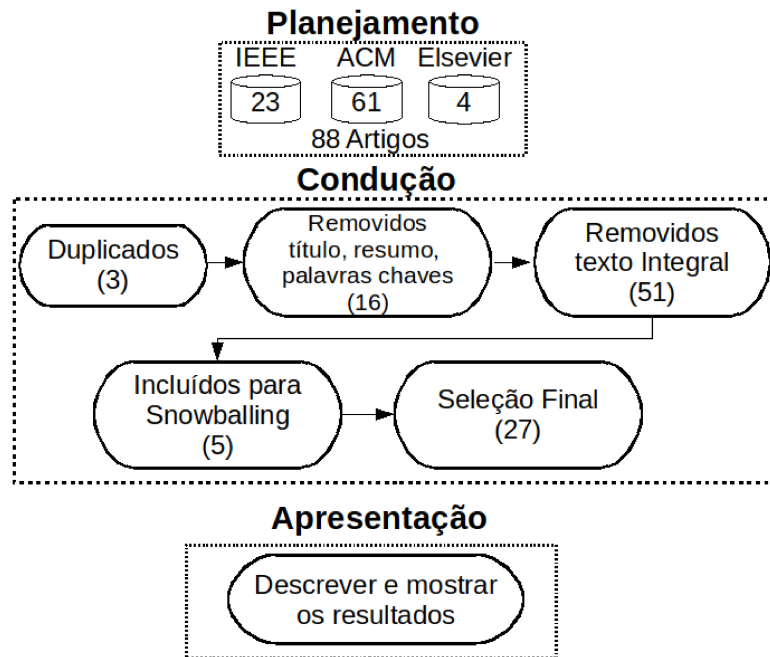 Planejamento
IEEE ACM Elsevier
23 61 4
88 Artigos
Condução
Duplicados
(3)
Removidos
título, resumo,
palavras chaves
(16)
Removidos
texto Integral
(51)
Incluídos para
Snowballing
(5)
Seleção Final
(27)
Apresentação
Descrever e mostrar
os resultados